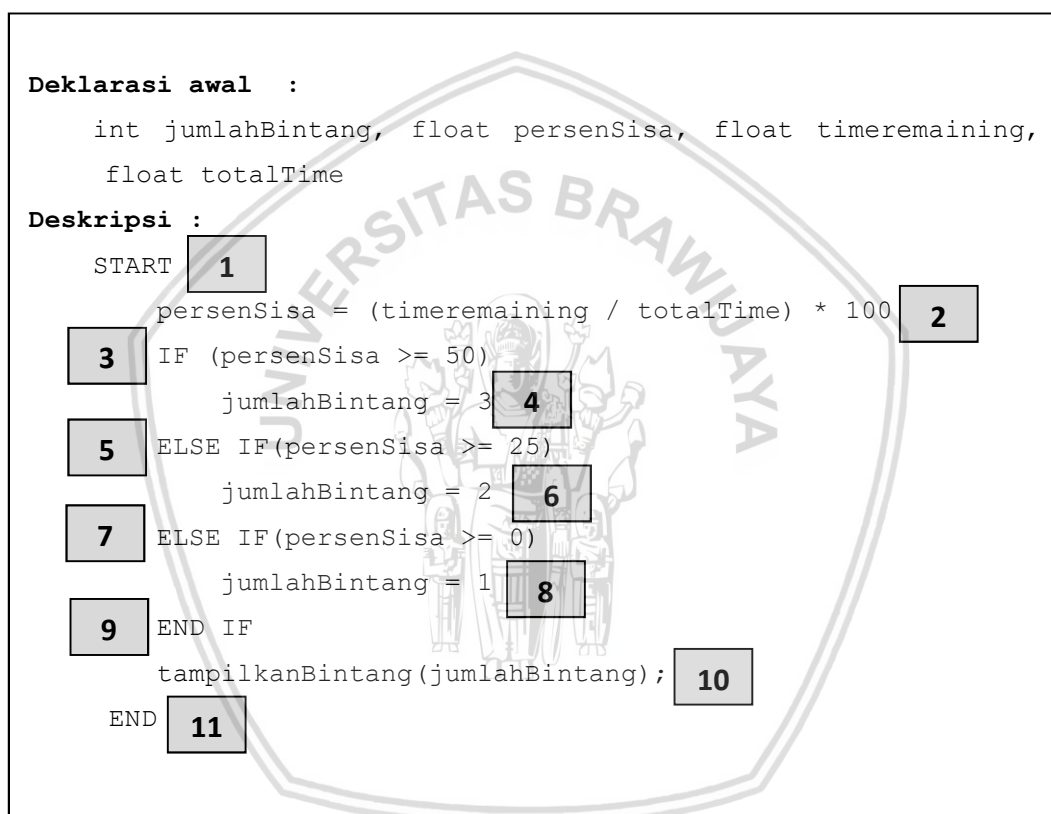 Deklarasi awal :
int jumlahBintang, float persenSisa, float timeremaining,
float totalTime
Deskripsi :
START 1
persenSisa = (timeremaining / totalTime) * 100 2
3 IF (persenSisa >= 50)
jumlahBintang = 3 4
5 ELSE IF(persenSisa >= 25)
jumlahBintang = 2 6
7 ELSE IF(persenSisa >= 0)
jumlahBintang = 1 8
9 END IF
tampilkanBintang(jumlahBintang); 10
END 11
UNIVERSITAS BRAWIJAYA